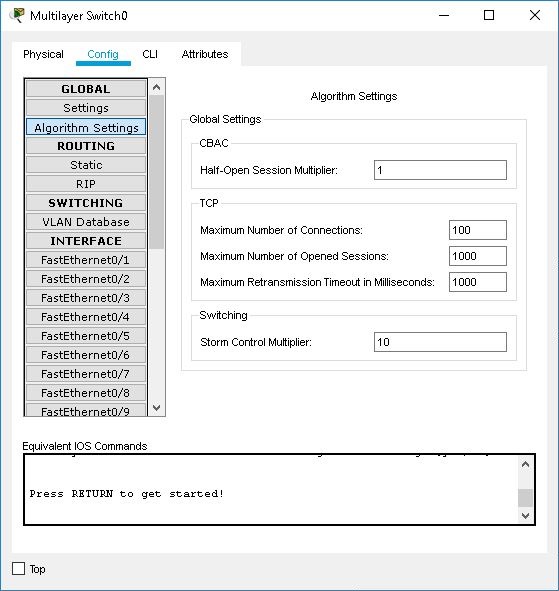 Multilayer Switch0
Physical Config CLI Attributes
GLOBAL
Settings
Algorithm Settings
ROUTING
Static
RIP
SWITCHING
VLAN Database
INTERFACE
FastEthernet0/1
FastEthernet0/2
FastEthernet0/3
FastEthernet0/4
FastEthernet0/5
FastEthernet0/6
FastEthernet0/7
FastEthernet0/8
FastEthernet0/9
Algorithm Settings
Global Settings
CBAC
Half-Open Session Multiplier: 1
TCP
Maximum Number of Connections: 100
Maximum Number of Opened Sessions: 1000
Maximum Retransmission Timeout in Milliseconds: 1000
Switching
Storm Control Multiplier: 10
Equivalent IOS Commands
Press RETURN to get started!
Top